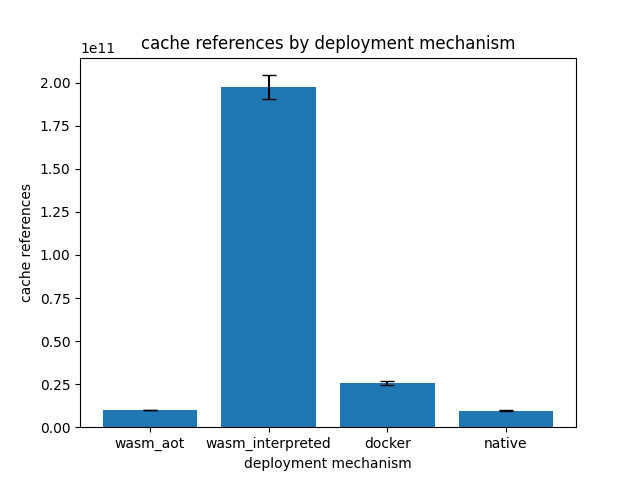 cache references by deployment mechanism
1e11
2.00
1.75
1.50
1.25
1.00
0.75
0.50
0.25
0.00
cache references
wasm_aot wasm_interpreted docker native
deployment mechanism